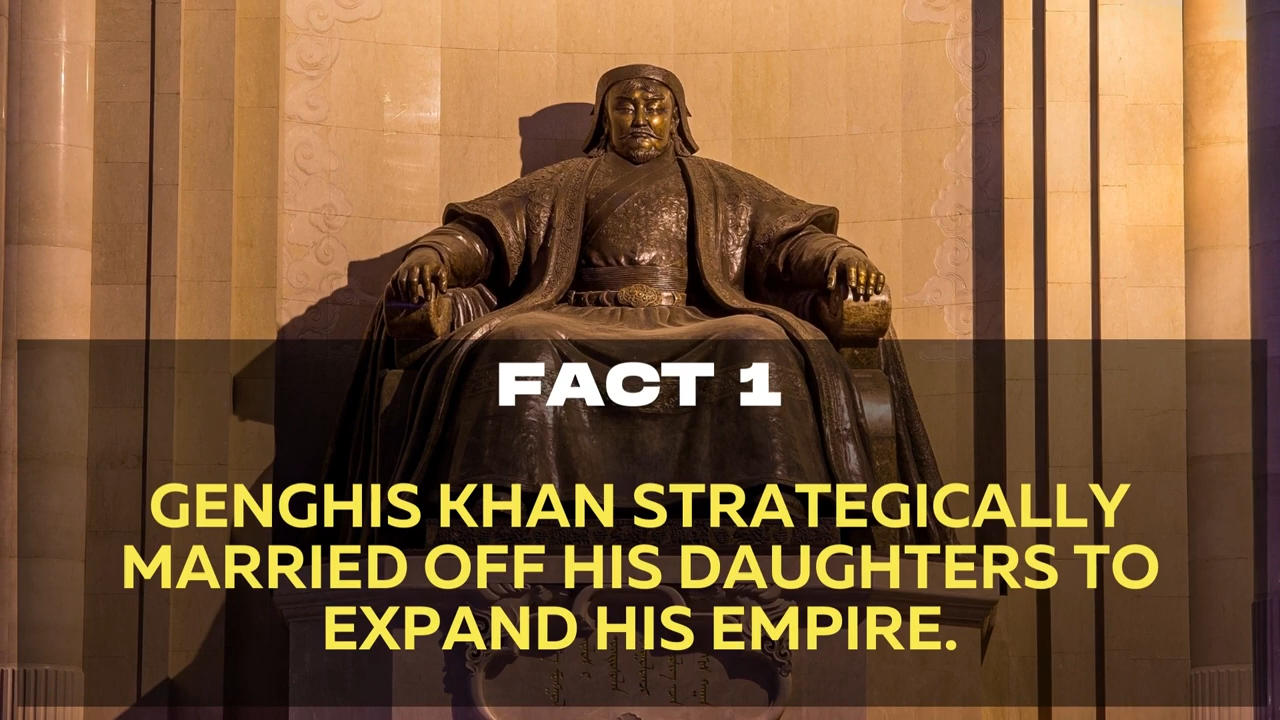 FACT 1
GENGHIS KHAN STRATEGICALLY
MARRIED OFF HIS DAUGHTERS TO
EXPAND HIS EMPIRE.